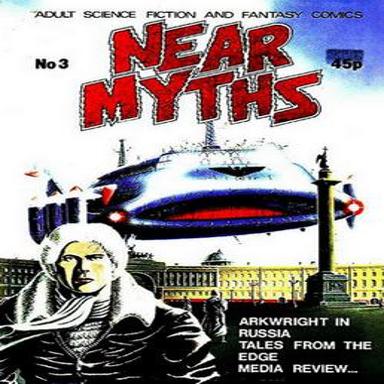 ADULT SCIENCE FICTION AND FANTASY COMICS
NEAR
MYTHS
No 3
45p
ARKWRIGHT IN
RUSSIA
TALES FROM THE
EDGE
MEDIA REVIEW...